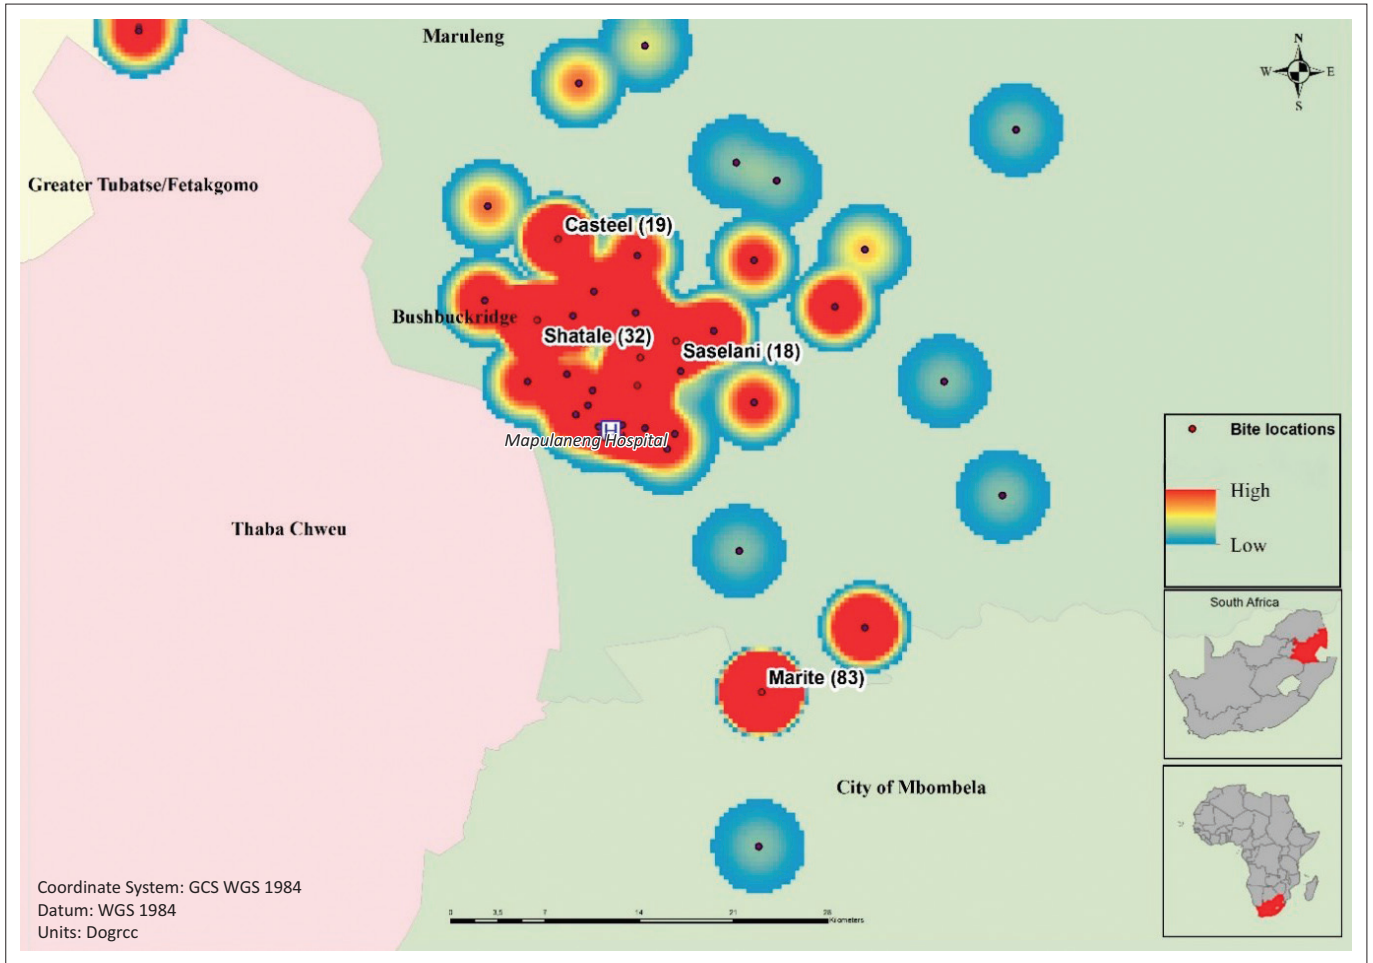 Maruleng
N
W E
S
Greater Tubatse/Fetakgomo
Casteel (19)
Bushbuckridge
Shatale (32)
Saselani (18)
Bite locations
H
Mapulaneng Hospital
High
Low
Thaba Chweu
South Africa
Marite (83)
City of Mbombela
Coordinate System: GCS WGS 1984
Datum: WGS 1984
Units: Dogrcc
0 3,5 7 14 21 28
Kilometers